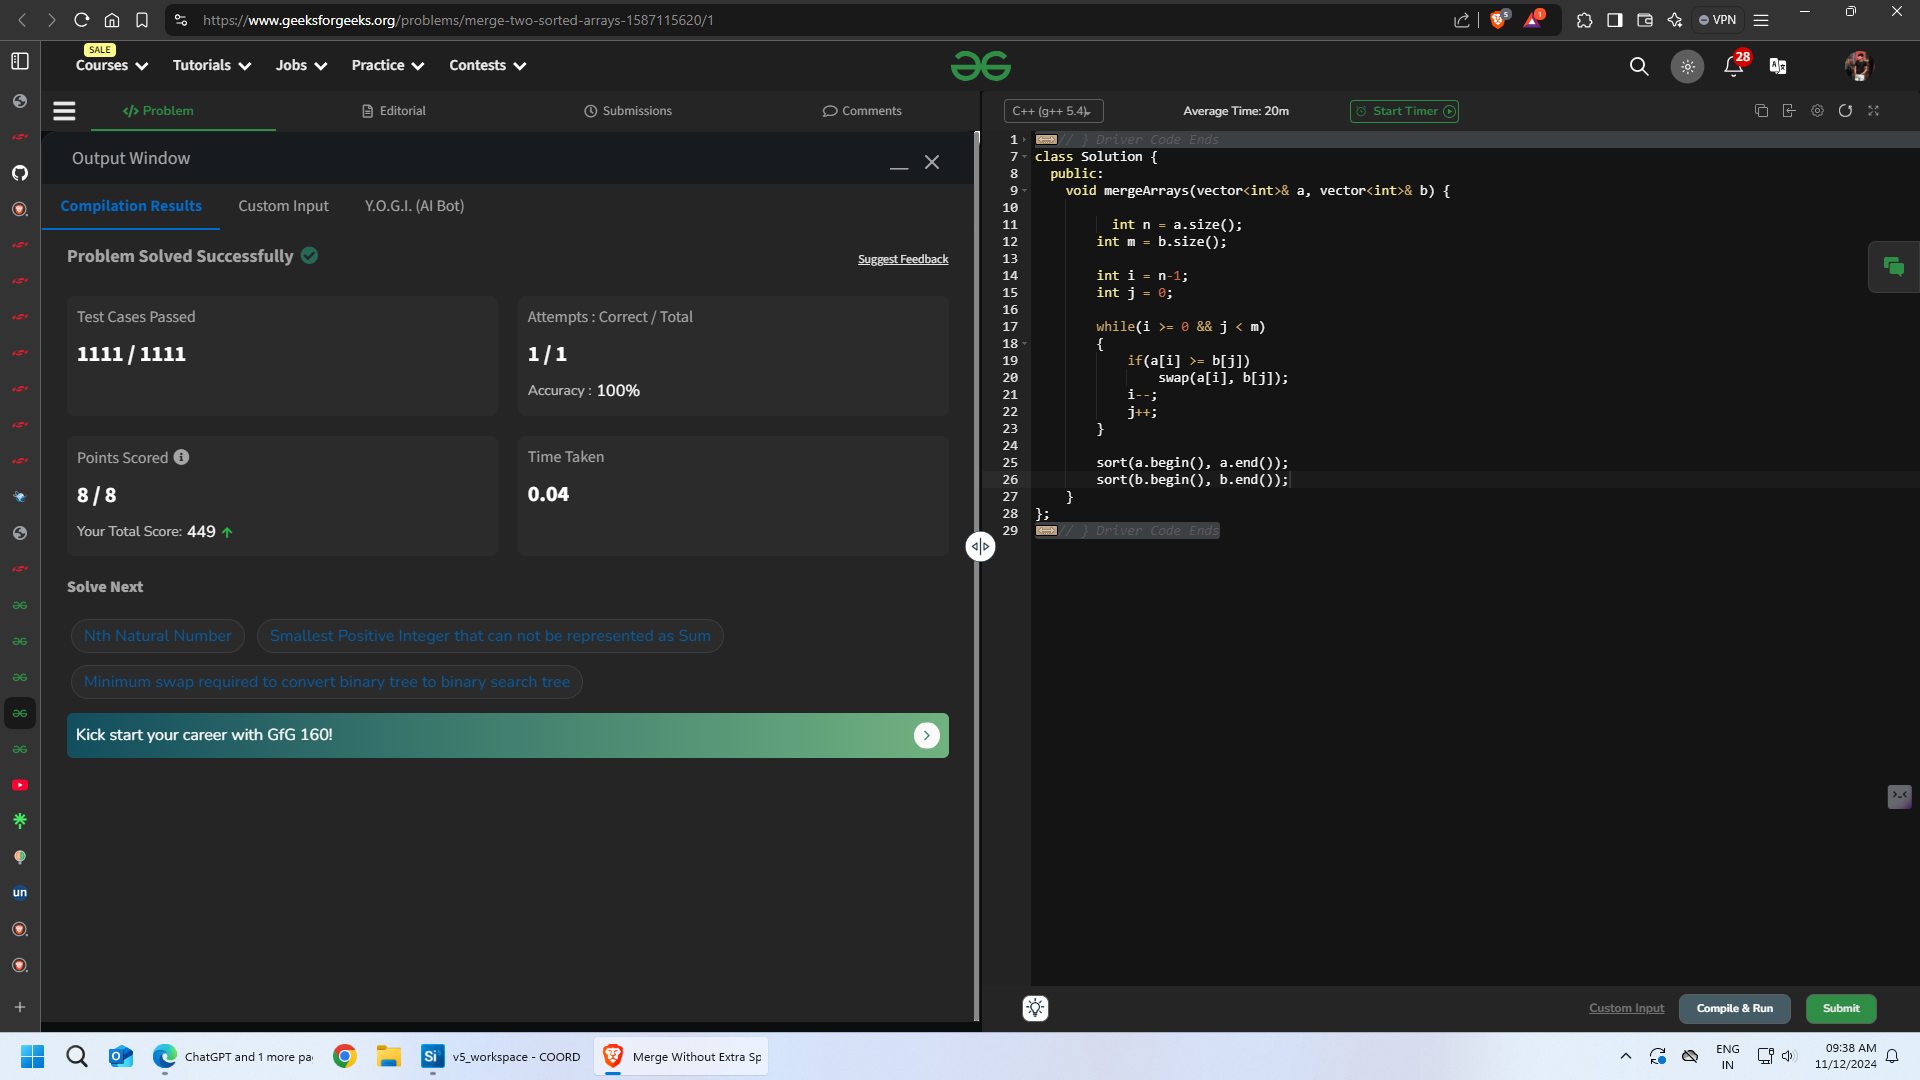 https://www.geeksforgeeks.org/problems/merge-two-sorted-arrays-1587115620/1
5
1
VPN
SALE
Courses
Tutorials
Jobs
Practice
Contests
28
Problem
Editorial
Submissions
Comments
C++ (g++ 5.4)
Average Time: 20m
Start Timer
Output Window
Compilation Results
Custom Input
Y.O.G.I. (AI Bot)
Problem Solved Successfully
Suggest Feedback
Test Cases Passed
1111 / 1111
Attempts : Correct / Total
1 / 1
Accuracy : 100%
Points Scored
8 / 8
Your Total Score: 449
Time Taken
0.04
Solve Next
Nth Natural Number
Smallest Positive Integer that can not be represented as Sum
Minimum swap required to convert binary tree to binary search tree
Kick start your career with GfG 160!
1 // } Driver Code Ends
7 class Solution {
8 public:
9 void mergeArrays(vector<int>& a, vector<int>& b) {
10
11 int n = a.size();
12 int m = b.size();
13
14 int i = n-1;
15 int j = 0;
16
17 while(i >= 0 && j < m)
18 {
19 if(a[i] >= b[j])
20 swap(a[i], b[j]);
21 i--;
22 j++;
23 }
24
25 sort(a.begin(), a.end());
26 sort(b.begin(), b.end());
27 }
28 };
29 // } Driver Code Ends
un
Custom Input
Compile & Run
Submit
ChatGPT and 1 more pa
Si
v5_workspace - COORD
Merge Without Extra Sp
ENG
IN
09:38 AM
11/12/2024